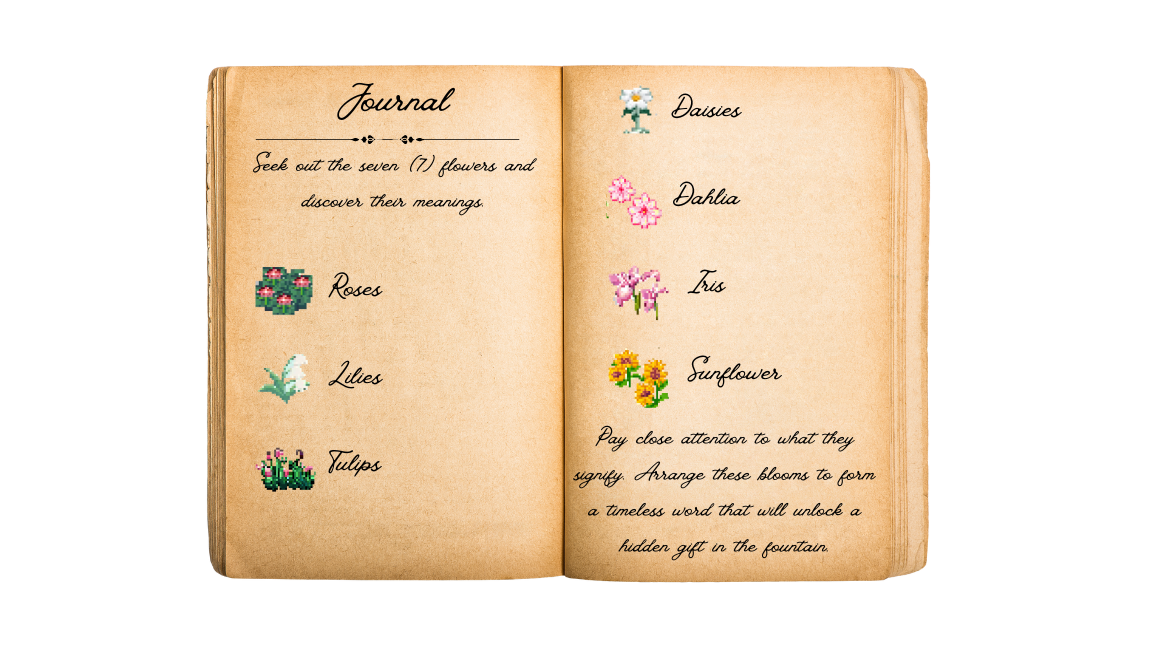 Journal
Seek out the seven (7) flowers and
discover their meanings.
Roses
Lilies
Tulips
Daisies
Dahlia
Iris
Sunflower
Pay close attention to what they
signify. Arrange these blooms to form
a timeless word that will unlock a
hidden gift in the fountain.